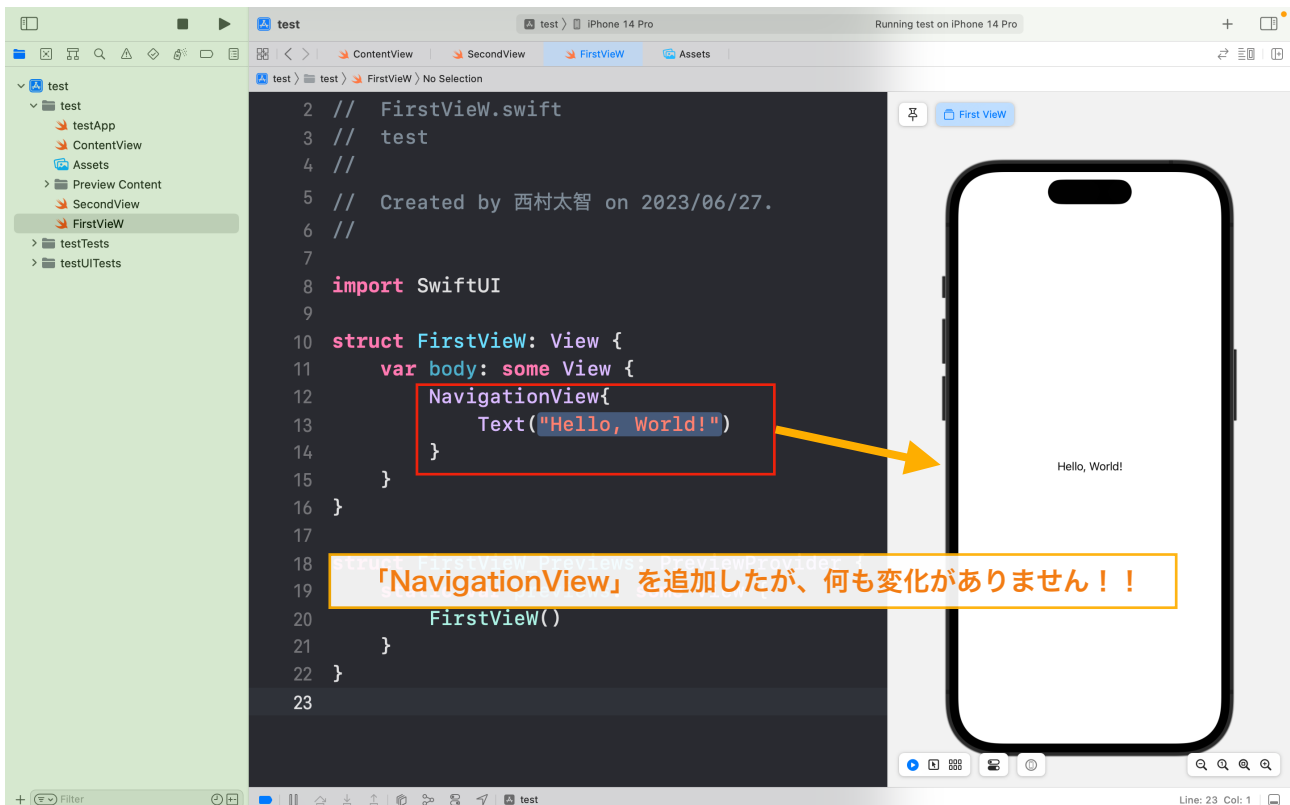 test
test 〉 iPhone 14 Pro
Running test on iPhone 14 Pro
ContentView
SecondView
FirstVieW
Assets
test 〉 test 〉 FirstVieW 〉 No Selection
test
test
testApp
ContentView
Assets
Preview Content
SecondView
FirstVieW
testTests
testUITests
Filter
2 // FirstVieW.swift
3 // test
4 //
5 // Created by 西村太智 on 2023/06/27.
6 //
7
8 import SwiftUI
9
10 struct FirstVieW: View {
11 var body: some View {
12 NavigationView{
13 Text("Hello, World!")
14 }
15 }
16 }
17
18 struct FirstVieW_Previews: PreviewProvider {
19
「NavigationView」を追加したが、何も変化がありません！！
20 FirstVieW()
21 }
22 }
23
First VieW
Hello, World!
test
Line: 23 Col: 1